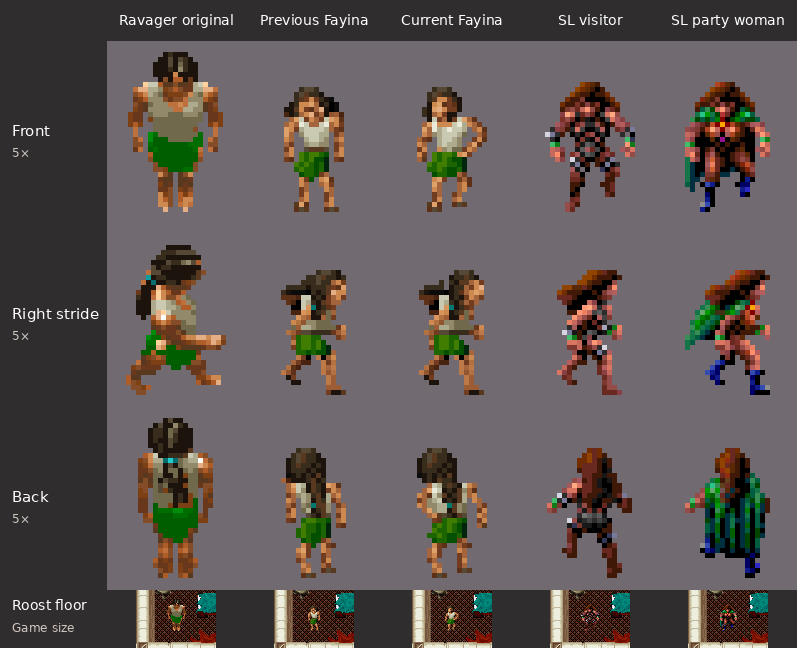 Ravager original Previous Fayina Current Fayina SL visitor SL party woman
Front
5×
Right stride
5×
Back
5×
Roost floor
Game size